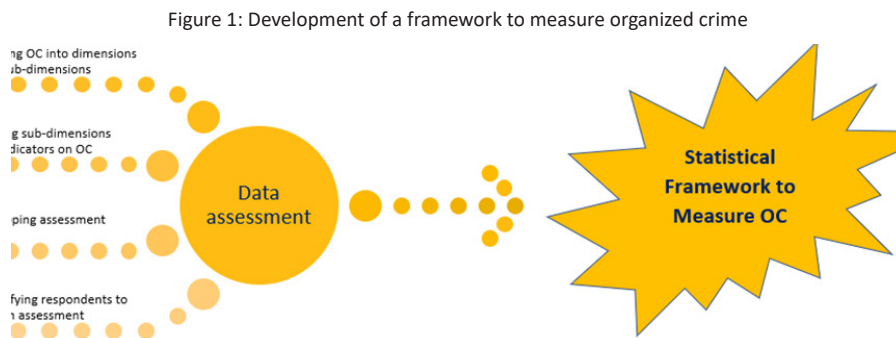 Figure 1: Development of a framework to measure organized crime
OC into dimensions
sub-dimensions
sub-dimensions
indicators on OC
assessment
respondents to
assessment
Data
assessment
Statistical
Framework to
Measure OC